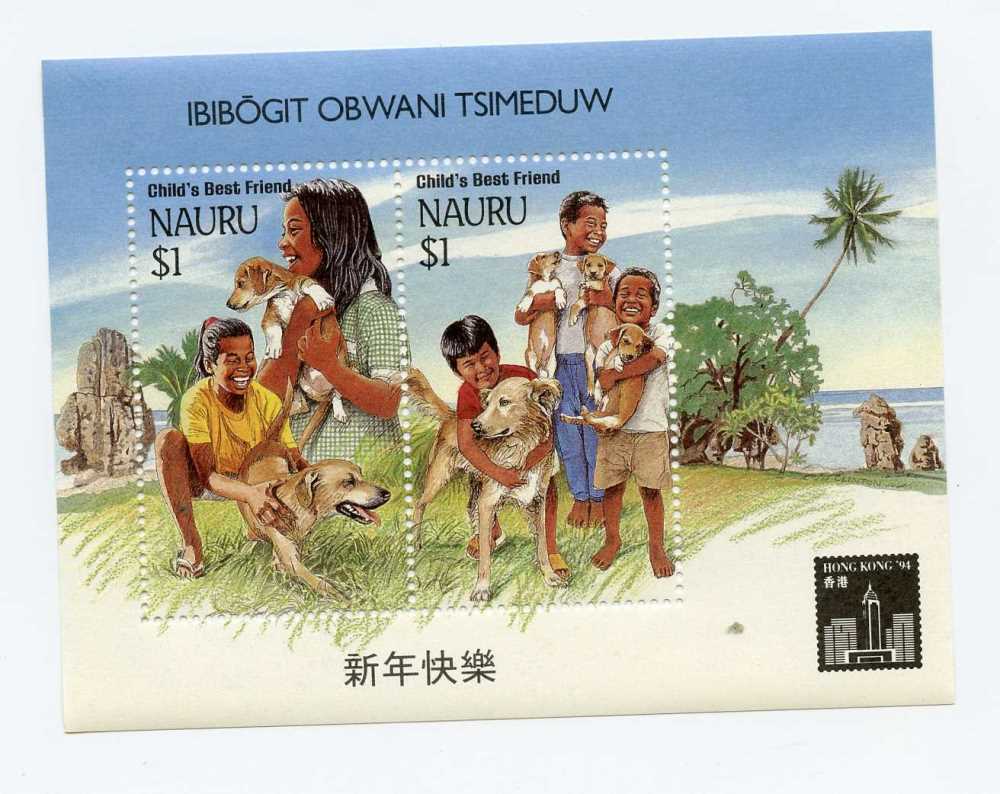 IBIBŌGIT OBWANI TSIMEDUW
Child's Best Friend
NAURU
$1
Child's Best Friend
NAURU
$1
新年快樂
HONG KONG '94
香港